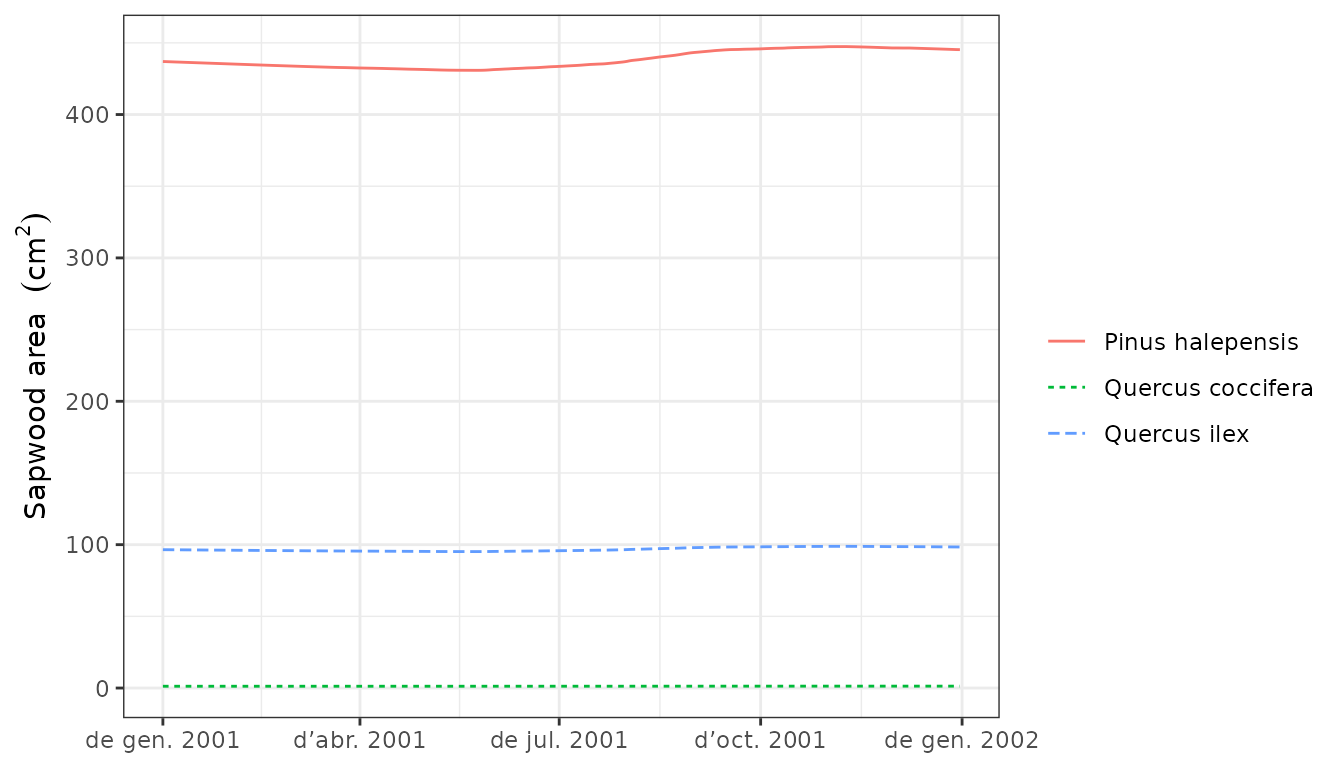 Sapwood area (cm²)
400
300
200
100
0
de gen. 2001 d’abr. 2001 de jul. 2001 d’oct. 2001 de gen. 2002
Pinus halepensis
Quercus coccifera
Quercus ilex